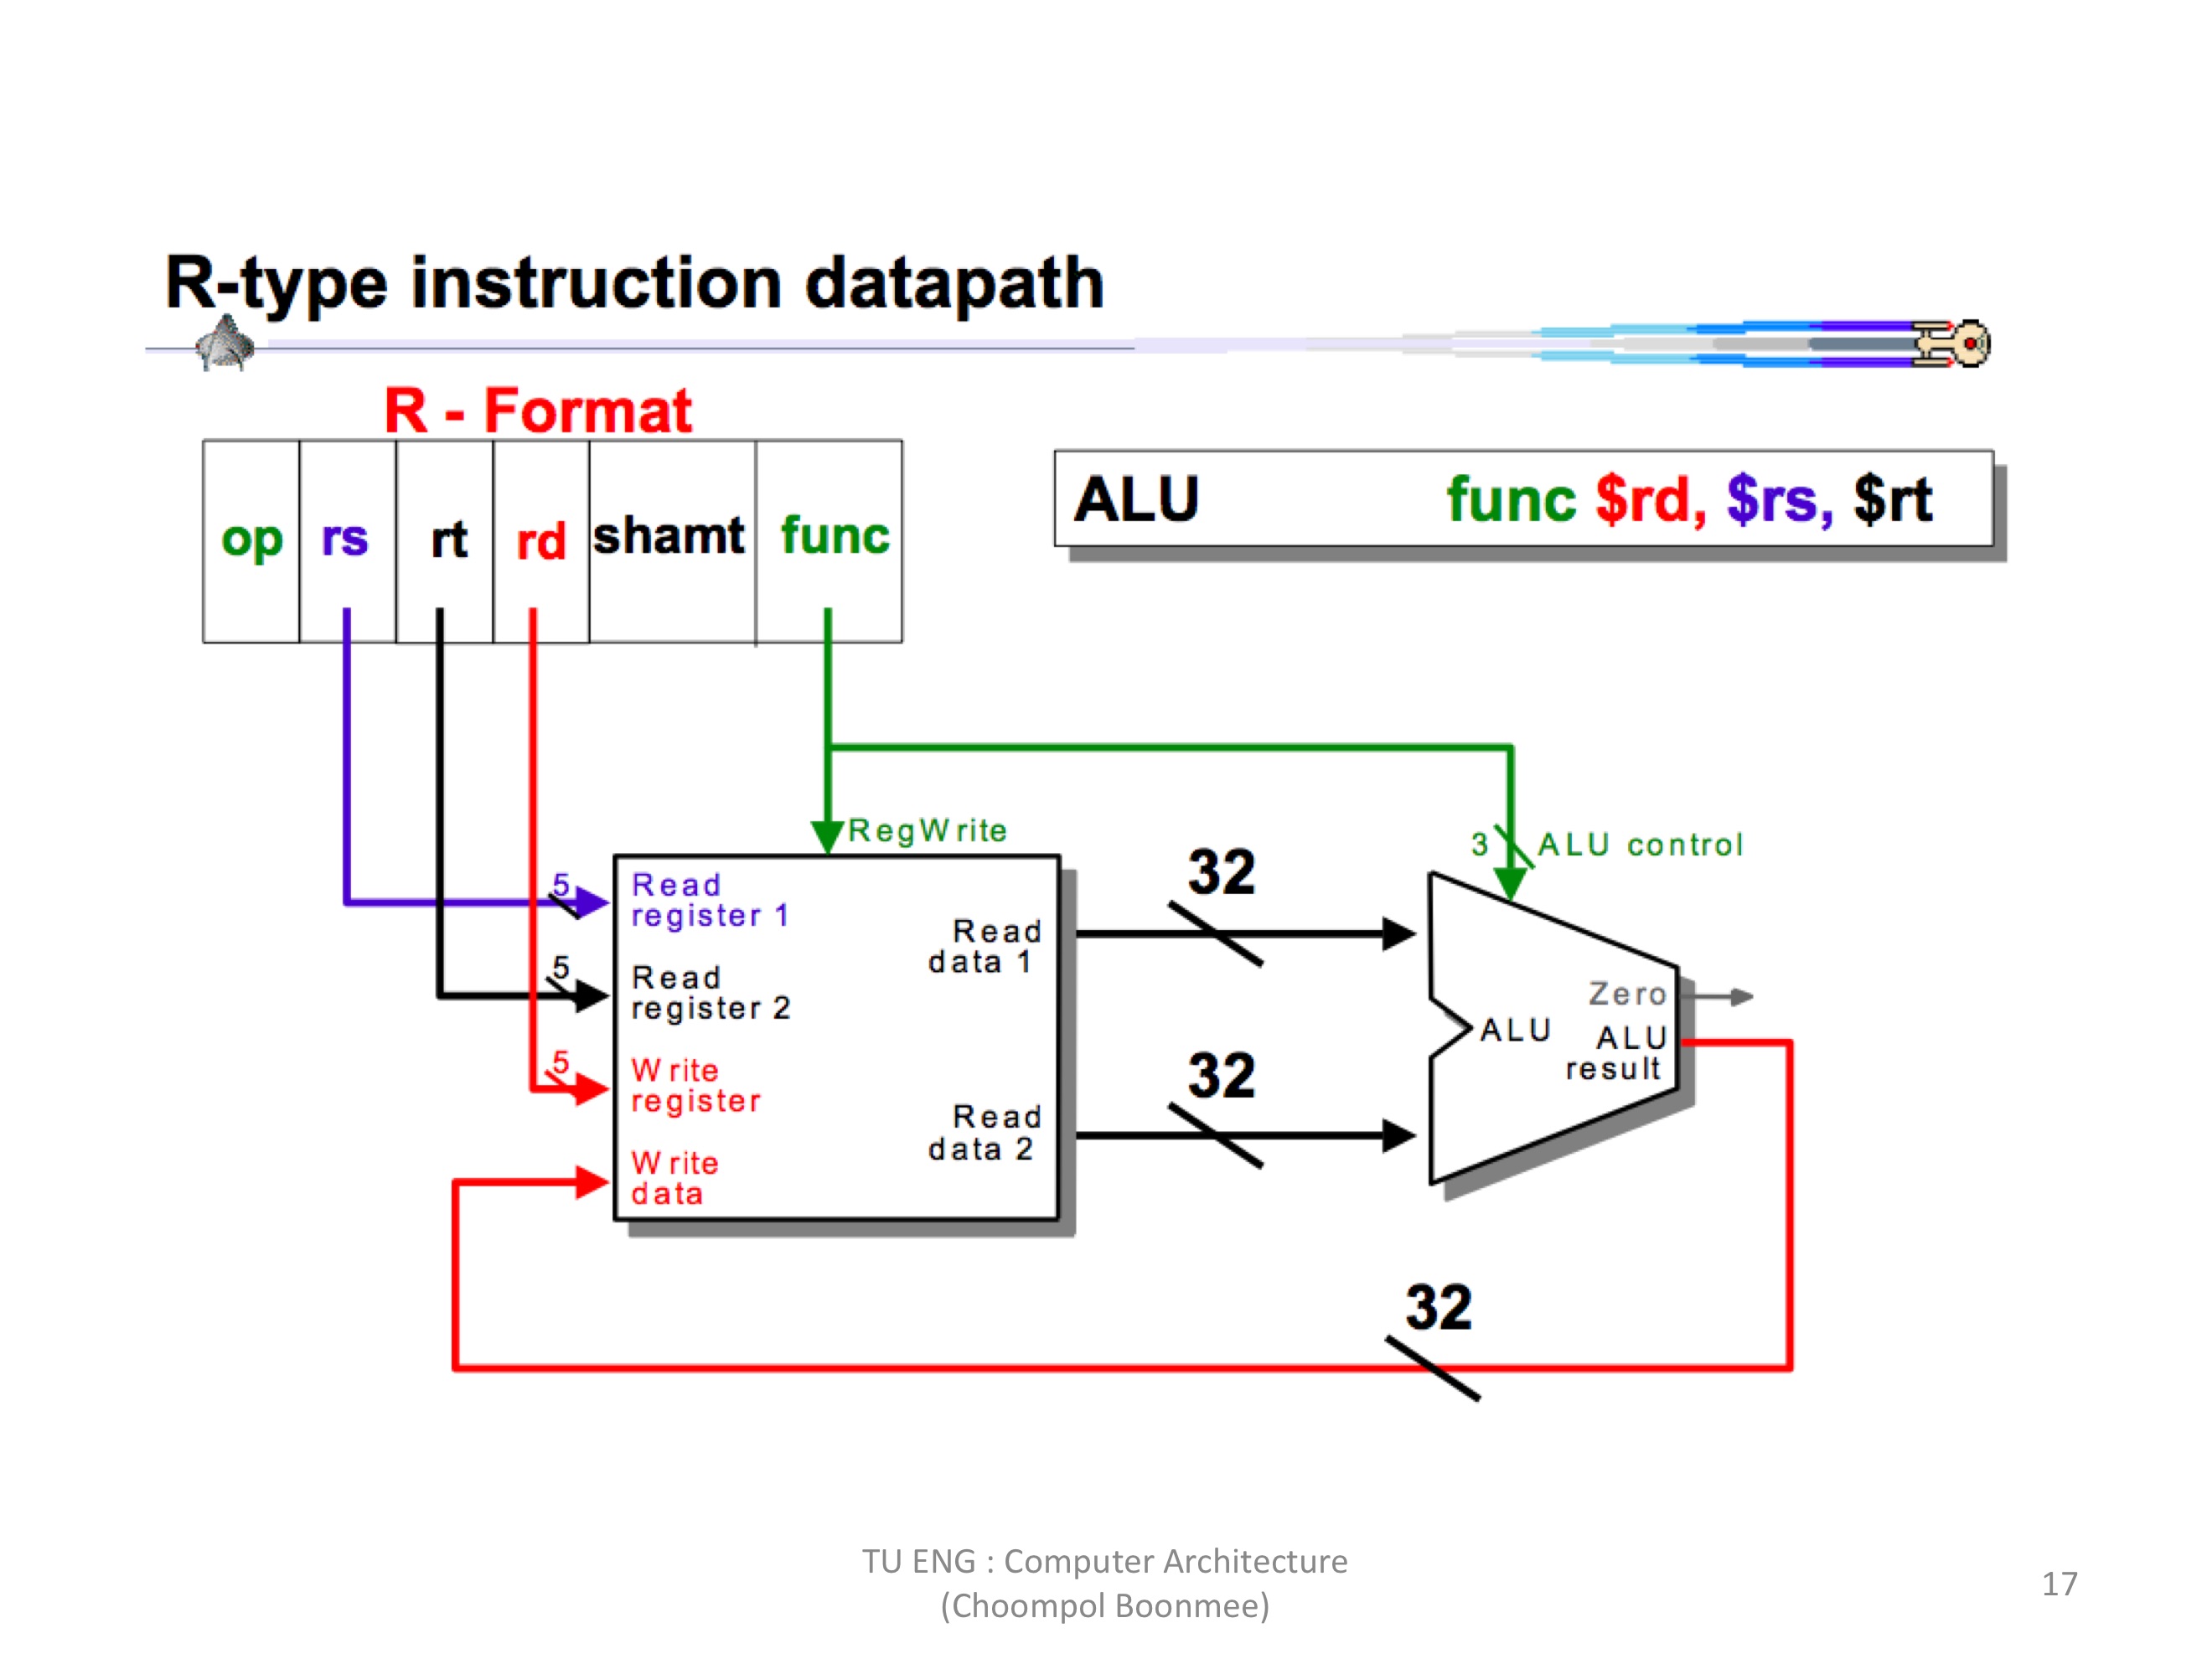 R-type instruction datapath
R - Format
op rs rt rd shamt func
ALU func $rd, $rs, $rt
RegWrite
3 ALU control
5 Read
register 1
5 Read
register 2
5 Write
register
Write
data
Read
data 1
Read
data 2
32
32
ALU
Zero
ALU
result
32
TU ENG : Computer Architecture
(Choompol Boonmee)
17